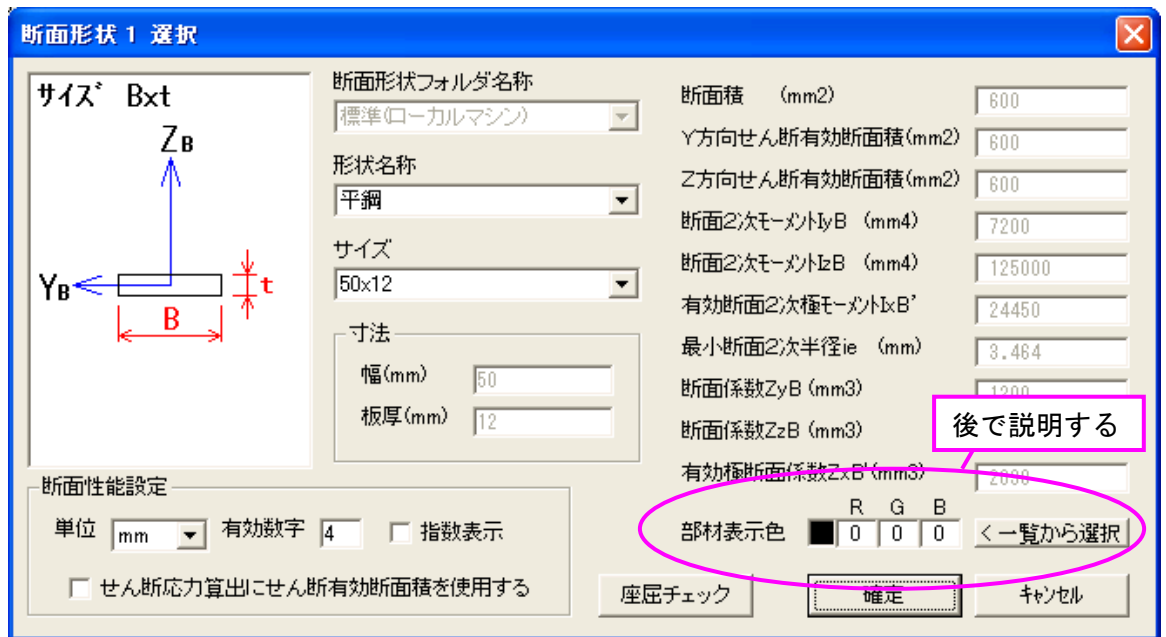 断面形状 1 選択
サイズ Bxt
ZB
YB
t
B
断面形状フォルダ名称
標準(ローカルマシン)
形状名称
平鋼
サイズ
50x12
寸法
幅(mm) 50
板厚(mm) 12
断面積 (mm2) 600
Y方向せん断有効断面積(mm2) 600
Z方向せん断有効断面積(mm2) 600
断面2次モーメントIyB (mm4) 7200
断面2次モーメントIzB (mm4) 125000
有効断面2次極モーメントIxB' 24450
最小断面2次半径ie (mm) 3.464
断面係数ZyB (mm3) 1200
断面係数ZzB (mm3)
後で説明する
有効極断面係数ZxB'(mm3) 2038
断面性能設定
単位 mm 有効数字 4 指数表示
せん断応力算出にせん断有効断面積を使用する
R G B
部材表示色 0 0 0 <一覧から選択
座屈チェック 確定 キャンセル